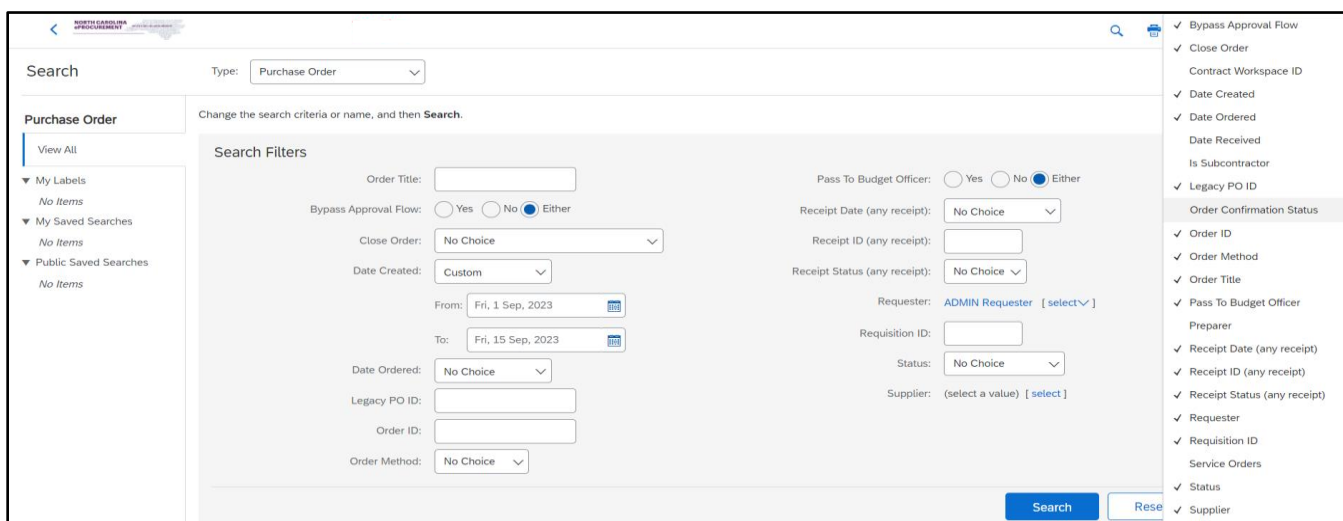 NORTH CAROLINA
ePROCUREMENT
Search
Type:
Purchase Order
Purchase Order
View All
My Labels
No Items
My Saved Searches
No Items
Public Saved Searches
No Items
Change the search criteria or name, and then Search.
Search Filters
Order Title:
Bypass Approval Flow: Yes No Either
Close Order: No Choice
Date Created: Custom
From: Fri, 1 Sep, 2023
To: Fri, 15 Sep, 2023
Date Ordered: No Choice
Legacy PO ID:
Order ID:
Order Method: No Choice
Pass To Budget Officer: Yes No Either
Receipt Date (any receipt): No Choice
Receipt ID (any receipt):
Receipt Status (any receipt): No Choice
Requester: ADMIN Requester [ select ]
Requisition ID:
Status: No Choice
Supplier: (select a value) [ select ]
Search
Rese
Bypass Approval Flow
Close Order
Contract Workspace ID
Date Created
Date Ordered
Date Received
Is Subcontractor
Legacy PO ID
Order Confirmation Status
Order ID
Order Method
Order Title
Pass To Budget Officer
Preparer
Receipt Date (any receipt)
Receipt ID (any receipt)
Receipt Status (any receipt)
Requester
Requisition ID
Service Orders
Status
Supplier